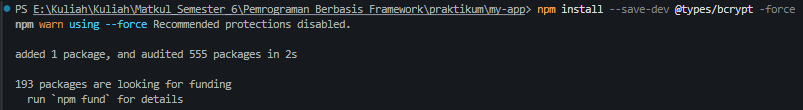 PS E:\Kuliah\Kuliah\Matkul Semester 6\Pemrograman Berbasis Framework\praktikum\my-app> npm install --save-dev @types/bcrypt -force
npm warn using --force Recommended protections disabled.
added 1 package, and audited 555 packages in 2s
193 packages are looking for funding
run `npm fund` for details